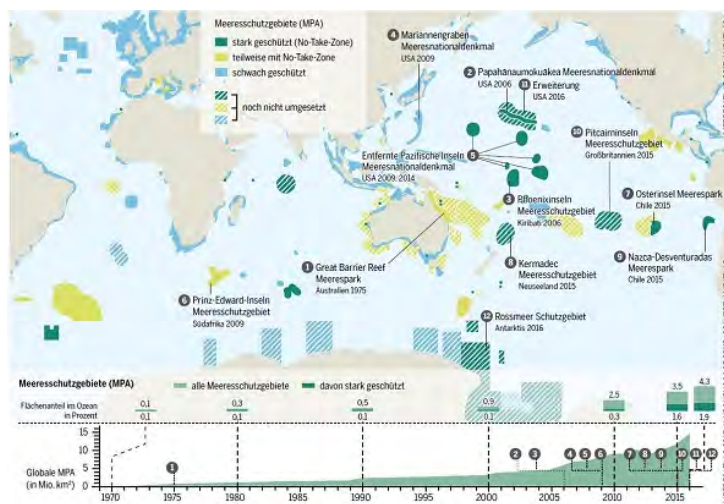 Meeresschutzgebiete (MPA)
stark geschützt (No-Take-Zone)
teilweise mit No-Take-Zone
schwach geschützt
noch nicht umgesetzt
4 Mariannengraben
Meeresnationaldenkmal
USA 2009
2 Papahānaumokuākea Meeresnationaldenkmal
USA 2006
11 Erweiterung
USA 2016
10 Pitcairninseln
Meeresschutzgebiet
Großbritannien 2015
5
Entfernte Pazifische Inseln
Meeresnationaldenkmal
USA 2009, 2014
3 Phoenixinseln
Meeresschutzgebiet
Kiribati 2006
7 Osterinsel Meerespark
Chile 2015
1 Great Barrier Reef
Meerespark
Australien 1975
8 Kermadec
Meeresschutzgebiet
Neuseeland 2015
9 Nazca-Desventuradas
Meerespark
Chile 2015
6 Prinz-Edward-Inseln
Meeresschutzgebiet
Südafrika 2009
12 Rossmeer Schutzgebiet
Antarktis 2016
Meeresschutzgebiete (MPA)
alle Meeresschutzgebiete
davon stark geschützt
Flächenanteil im Ozean
in Prozent
0,1 0,3 0,5 0,9 2,5 3,5 4,3
0,1 0,1 0,1 0,1 0,3 1,6 1,9
Globale MPA
(in Mio. km²)
15
10
5
0
1 2 3 4 5 6 7 8 9 10 11 12
1970 1975 1980 1985 1990 1995 2000 2005 2010 2015